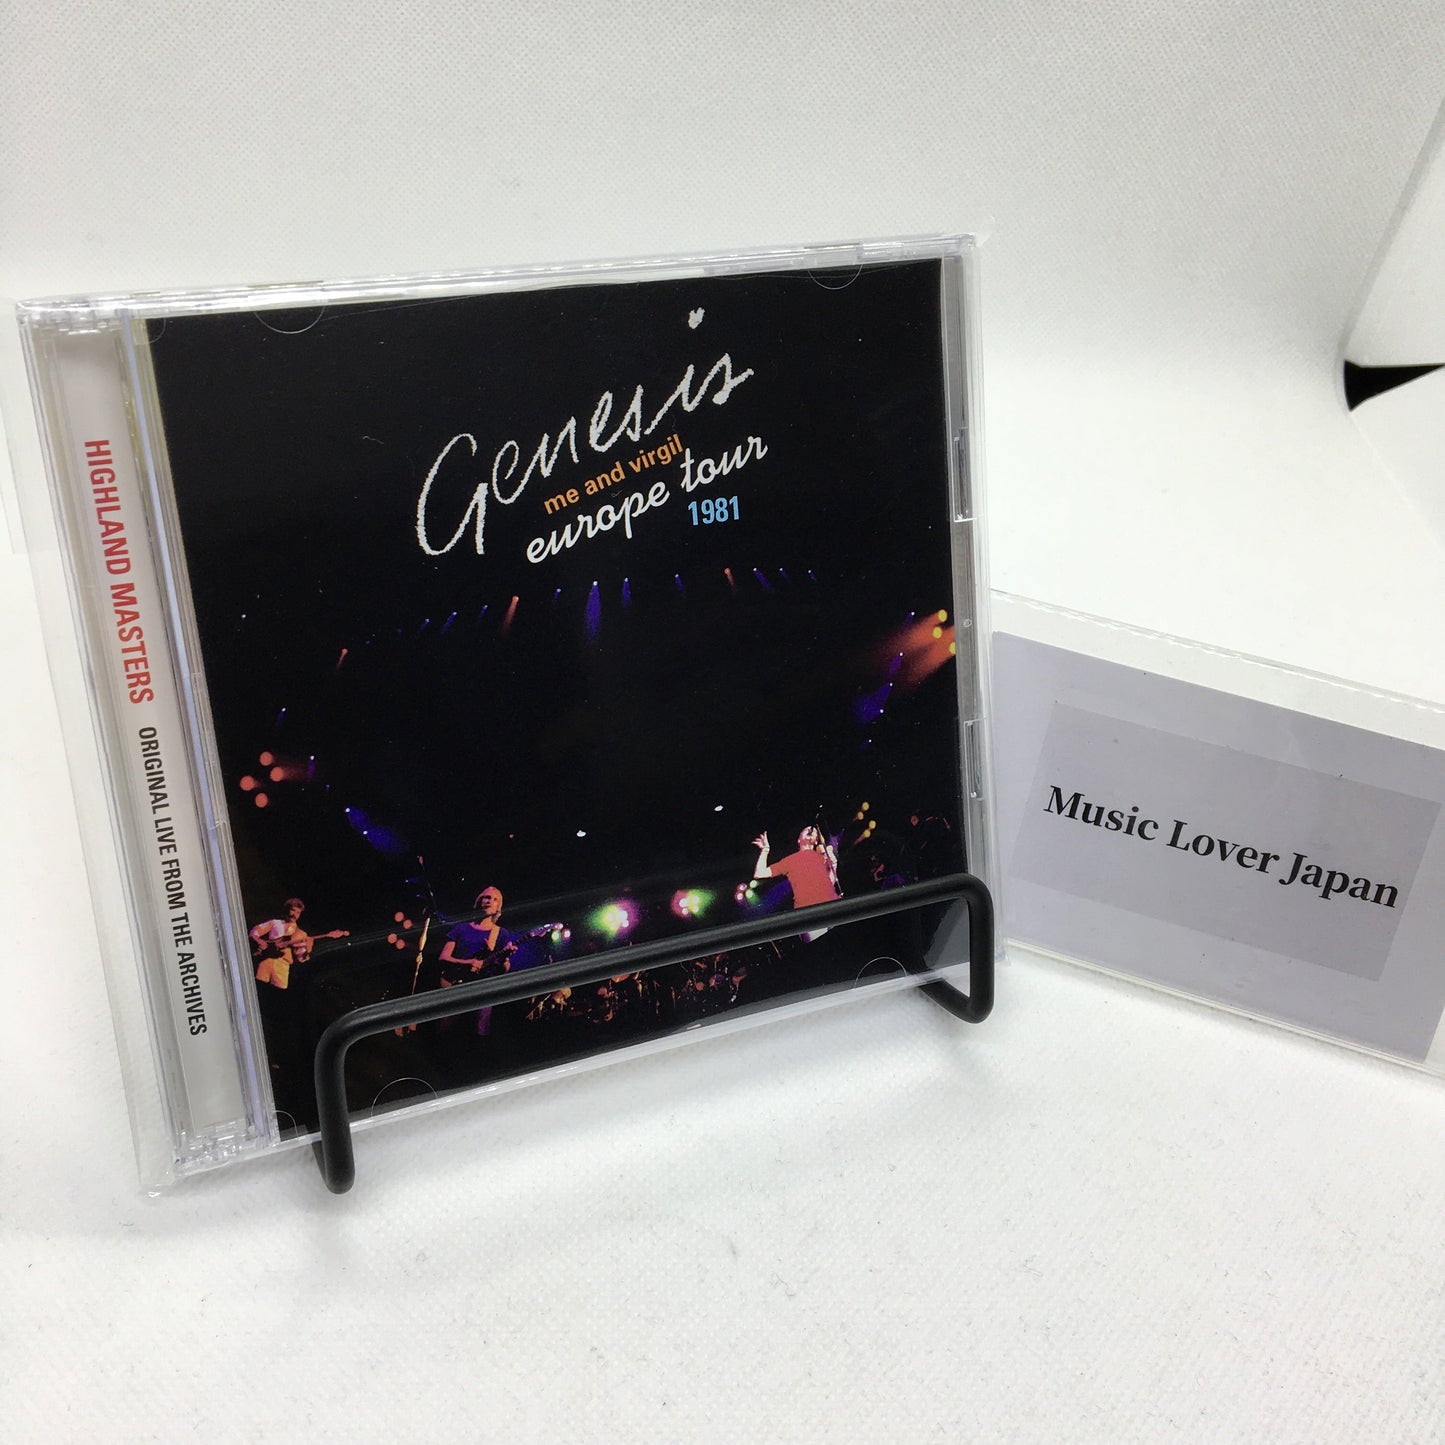 Genesis
me and virgil
europe tour
1981
HIGHLAND MASTERS ORIGINAL LIVE FROM THE ARCHIVES
Music Lover Japan